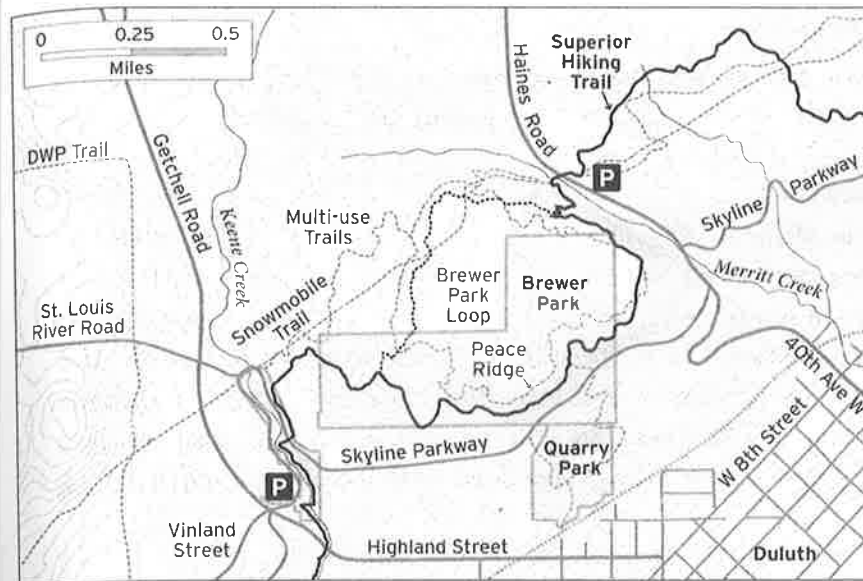 0 0.25 0.5
Miles
Superior
Hiking
Trail
Haines Road
P
Skyline Parkway
DWP Trail
Getchell Road
Keene Creek
Multi-use
Trails
Brewer
Park
Loop
Brewer
Park
Merritt Creek
St. Louis
River Road
Snowmobile
Trail
Peace
Ridge
40th Ave W
Skyline Parkway
Quarry
Park
W 8th Street
P
Vinland
Street
Highland Street
Duluth